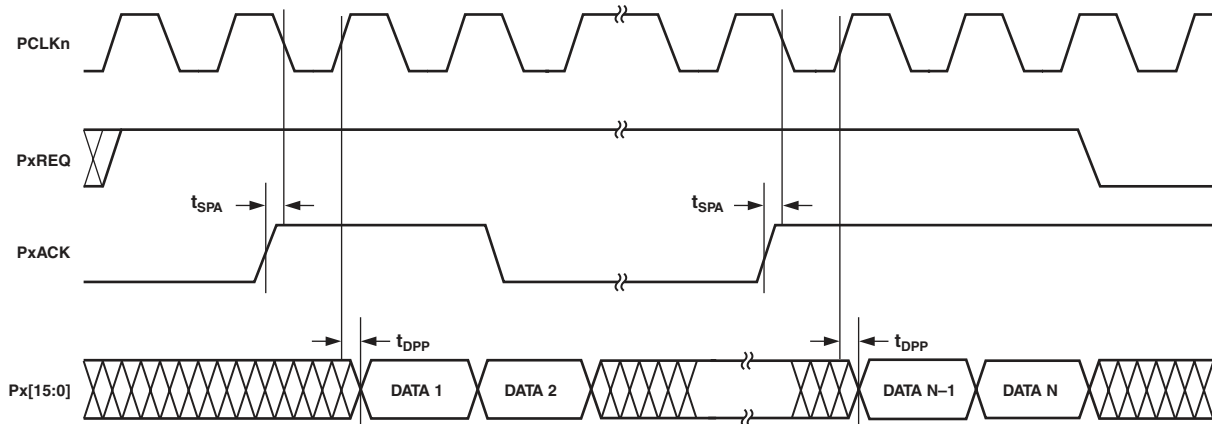 PCLKn
PxREQ
tSPA
tSPA
PxACK
tDPP
tDPP
Px[15:0]
DATA 1
DATA 2
DATA N–1
DATA N